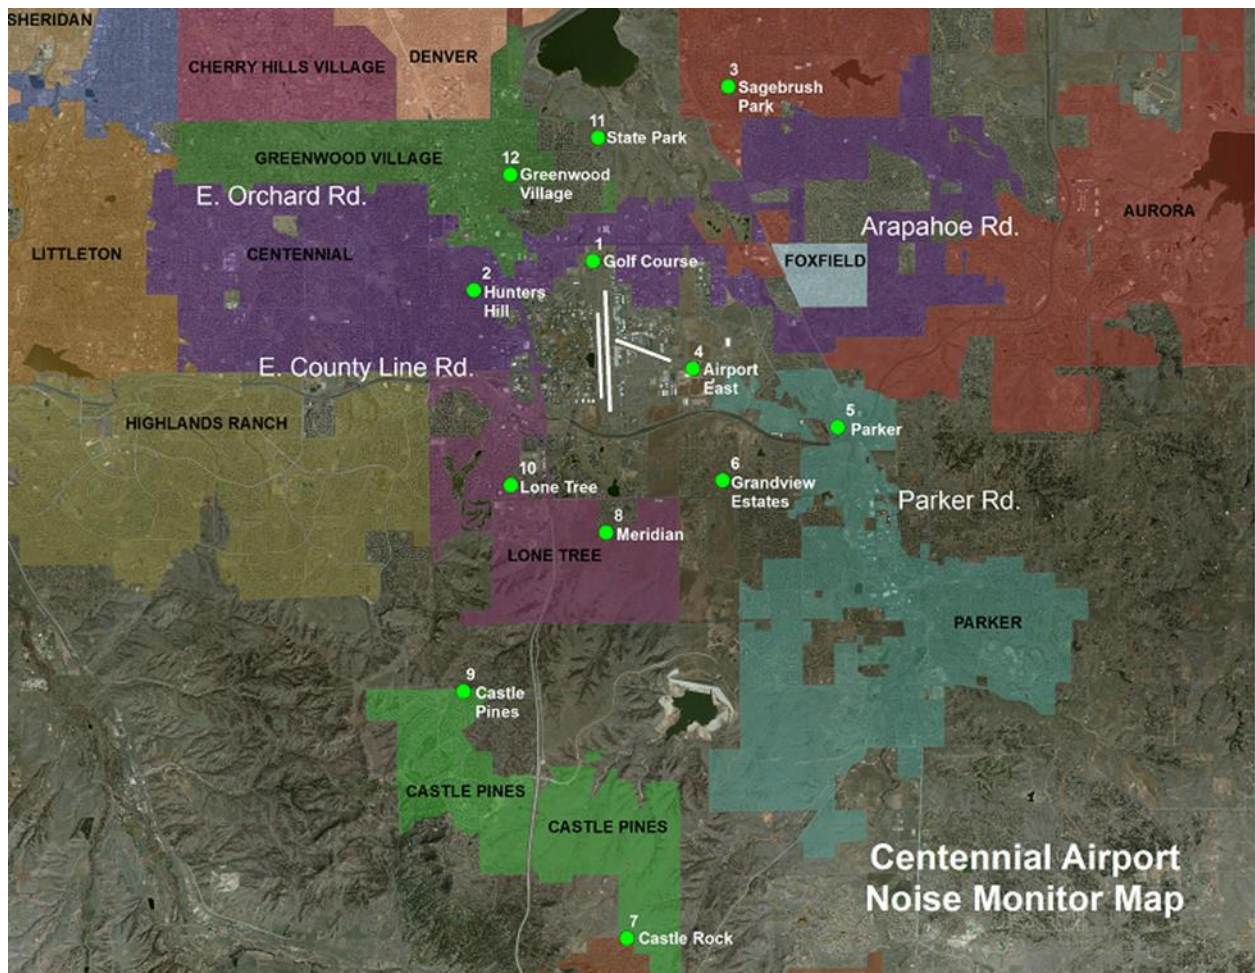 SHERIDAN
CHERRY HILLS VILLAGE
DENVER
3
Sagebrush
Park
11
State Park
GREENWOOD VILLAGE
12
Greenwood
Village
E. Orchard Rd.
AURORA
Arapahoe Rd.
LITTLETON
CENTENNIAL
1
Golf Course
FOXFIELD
2
Hunters
Hill
E. County Line Rd.
4
Airport
East
HIGHLANDS RANCH
5
Parker
10
Lone Tree
6
Grandview
Estates
Parker Rd.
8
Meridian
LONE TREE
PARKER
9
Castle
Pines
CASTLE PINES
CASTLE PINES
Centennial Airport
Noise Monitor Map
7
Castle Rock